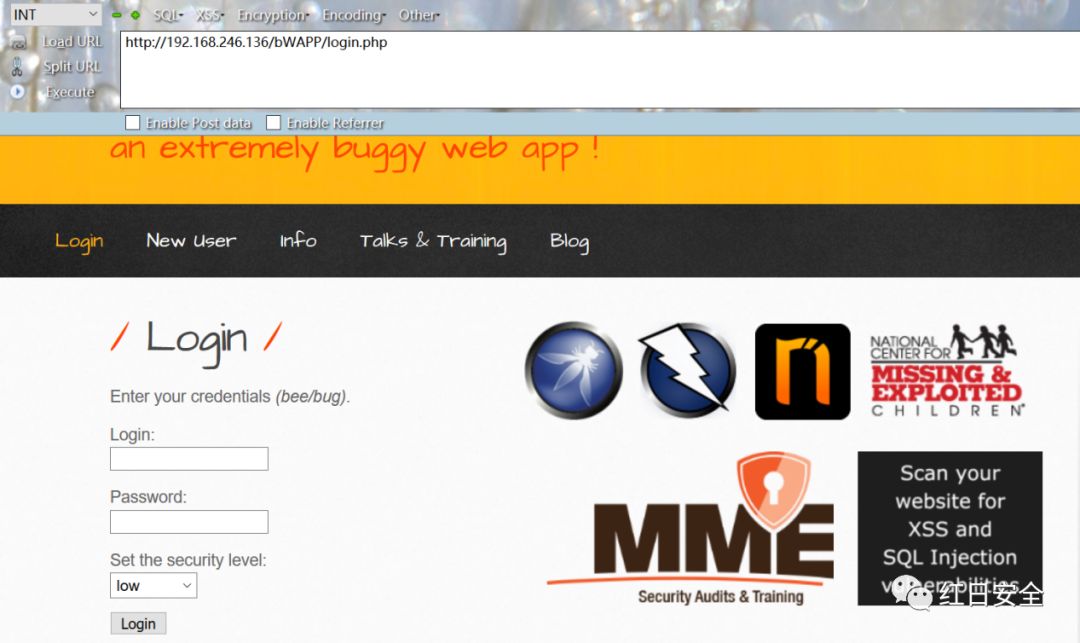 INT SQL XSS Encryption Encoding Other
Load URL
Split URL
Execute
http://192.168.246.136/bWAPP/login.php
Enable Post data Enable Referrer
an extremely buggy web app !
Login New User Info Talks & Training Blog
/ Login /
Enter your credentials (bee/bug).
Login:
Password:
Set the security level:
low
Login
n
NATIONAL
CENTER FOR
MISSING &
EXPLOITED
CHILDREN
MME
Security Audits & Training
Scan your
website for
XSS and
SQL Injection
vulnerabilities
红日安全